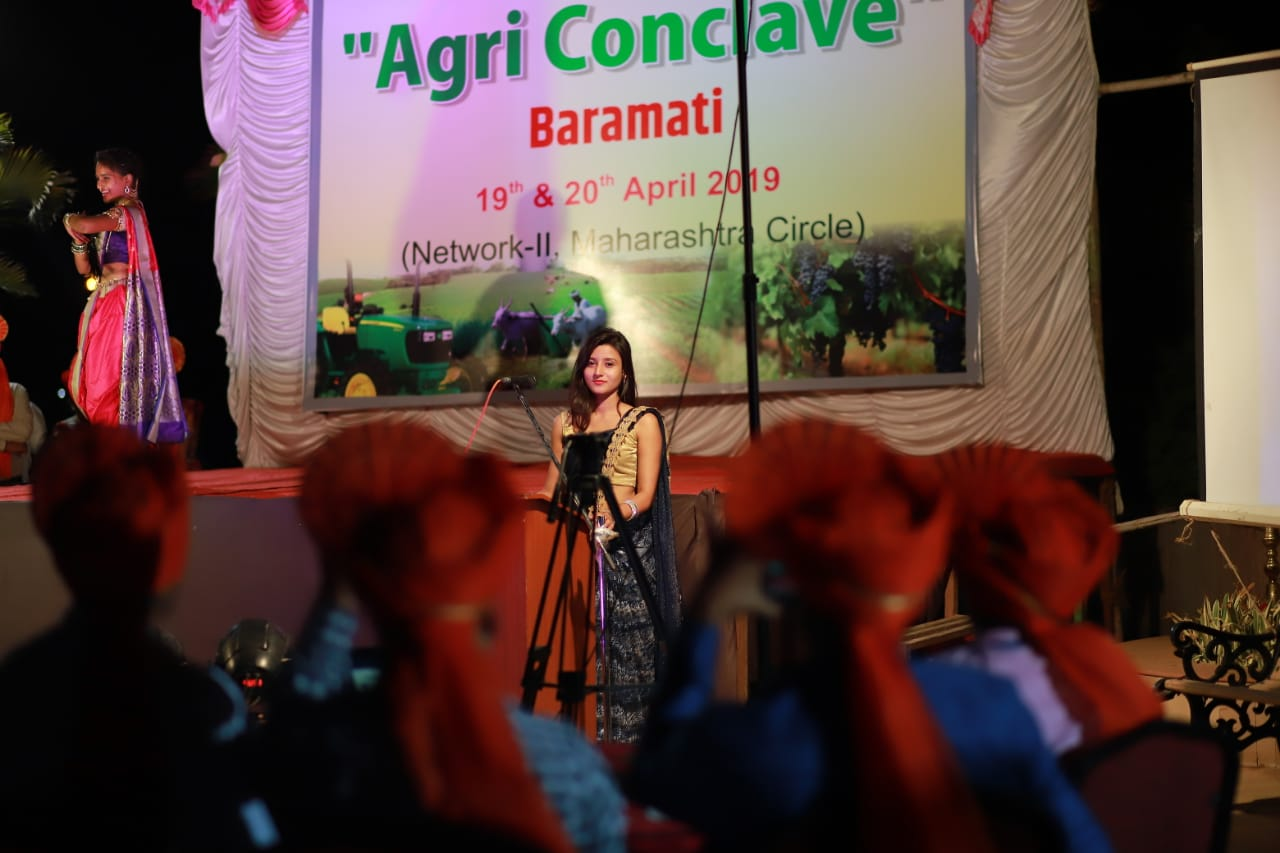 "Agri Conclave"
Baramati
19th & 20th April 2019
(Network-II, Maharashtra Circle)